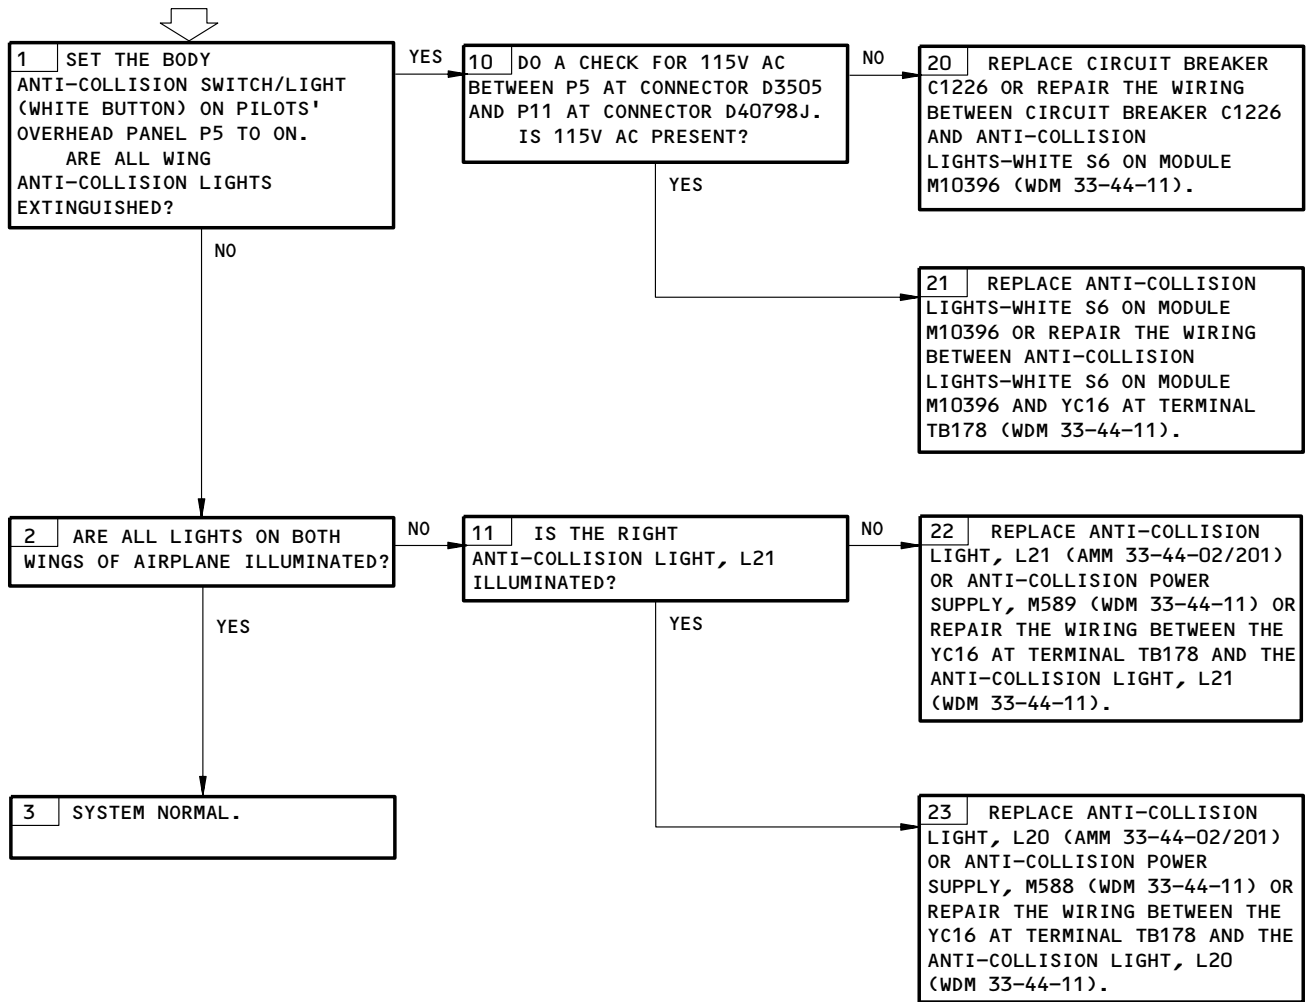 1 SET THE BODY
ANTI-COLLISION SWITCH/LIGHT
(WHITE BUTTON) ON PILOTS'
OVERHEAD PANEL P5 TO ON.
ARE ALL WING
ANTI-COLLISION LIGHTS
EXTINGUISHED?
YES
NO
10 DO A CHECK FOR 115V AC
BETWEEN P5 AT CONNECTOR D3505
AND P11 AT CONNECTOR D40798J.
IS 115V AC PRESENT?
NO
YES
20 REPLACE CIRCUIT BREAKER
C1226 OR REPAIR THE WIRING
BETWEEN CIRCUIT BREAKER C1226
AND ANTI-COLLISION
LIGHTS-WHITE S6 ON MODULE
M10396 (WDM 33-44-11).
21 REPLACE ANTI-COLLISION
LIGHTS-WHITE S6 ON MODULE
M10396 OR REPAIR THE WIRING
BETWEEN ANTI-COLLISION
LIGHTS-WHITE S6 ON MODULE
M10396 AND YC16 AT TERMINAL
TB178 (WDM 33-44-11).
2 ARE ALL LIGHTS ON BOTH
WINGS OF AIRPLANE ILLUMINATED?
NO
YES
11 IS THE RIGHT
ANTI-COLLISION LIGHT, L21
ILLUMINATED?
NO
YES
22 REPLACE ANTI-COLLISION
LIGHT, L21 (AMM 33-44-02/201)
OR ANTI-COLLISION POWER
SUPPLY, M589 (WDM 33-44-11) OR
REPAIR THE WIRING BETWEEN THE
YC16 AT TERMINAL TB178 AND THE
ANTI-COLLISION LIGHT, L21
(WDM 33-44-11).
3 SYSTEM NORMAL.
23 REPLACE ANTI-COLLISION
LIGHT, L20 (AMM 33-44-02/201)
OR ANTI-COLLISION POWER
SUPPLY, M588 (WDM 33-44-11) OR
REPAIR THE WIRING BETWEEN THE
YC16 AT TERMINAL TB178 AND THE
ANTI-COLLISION LIGHT, L20
(WDM 33-44-11).